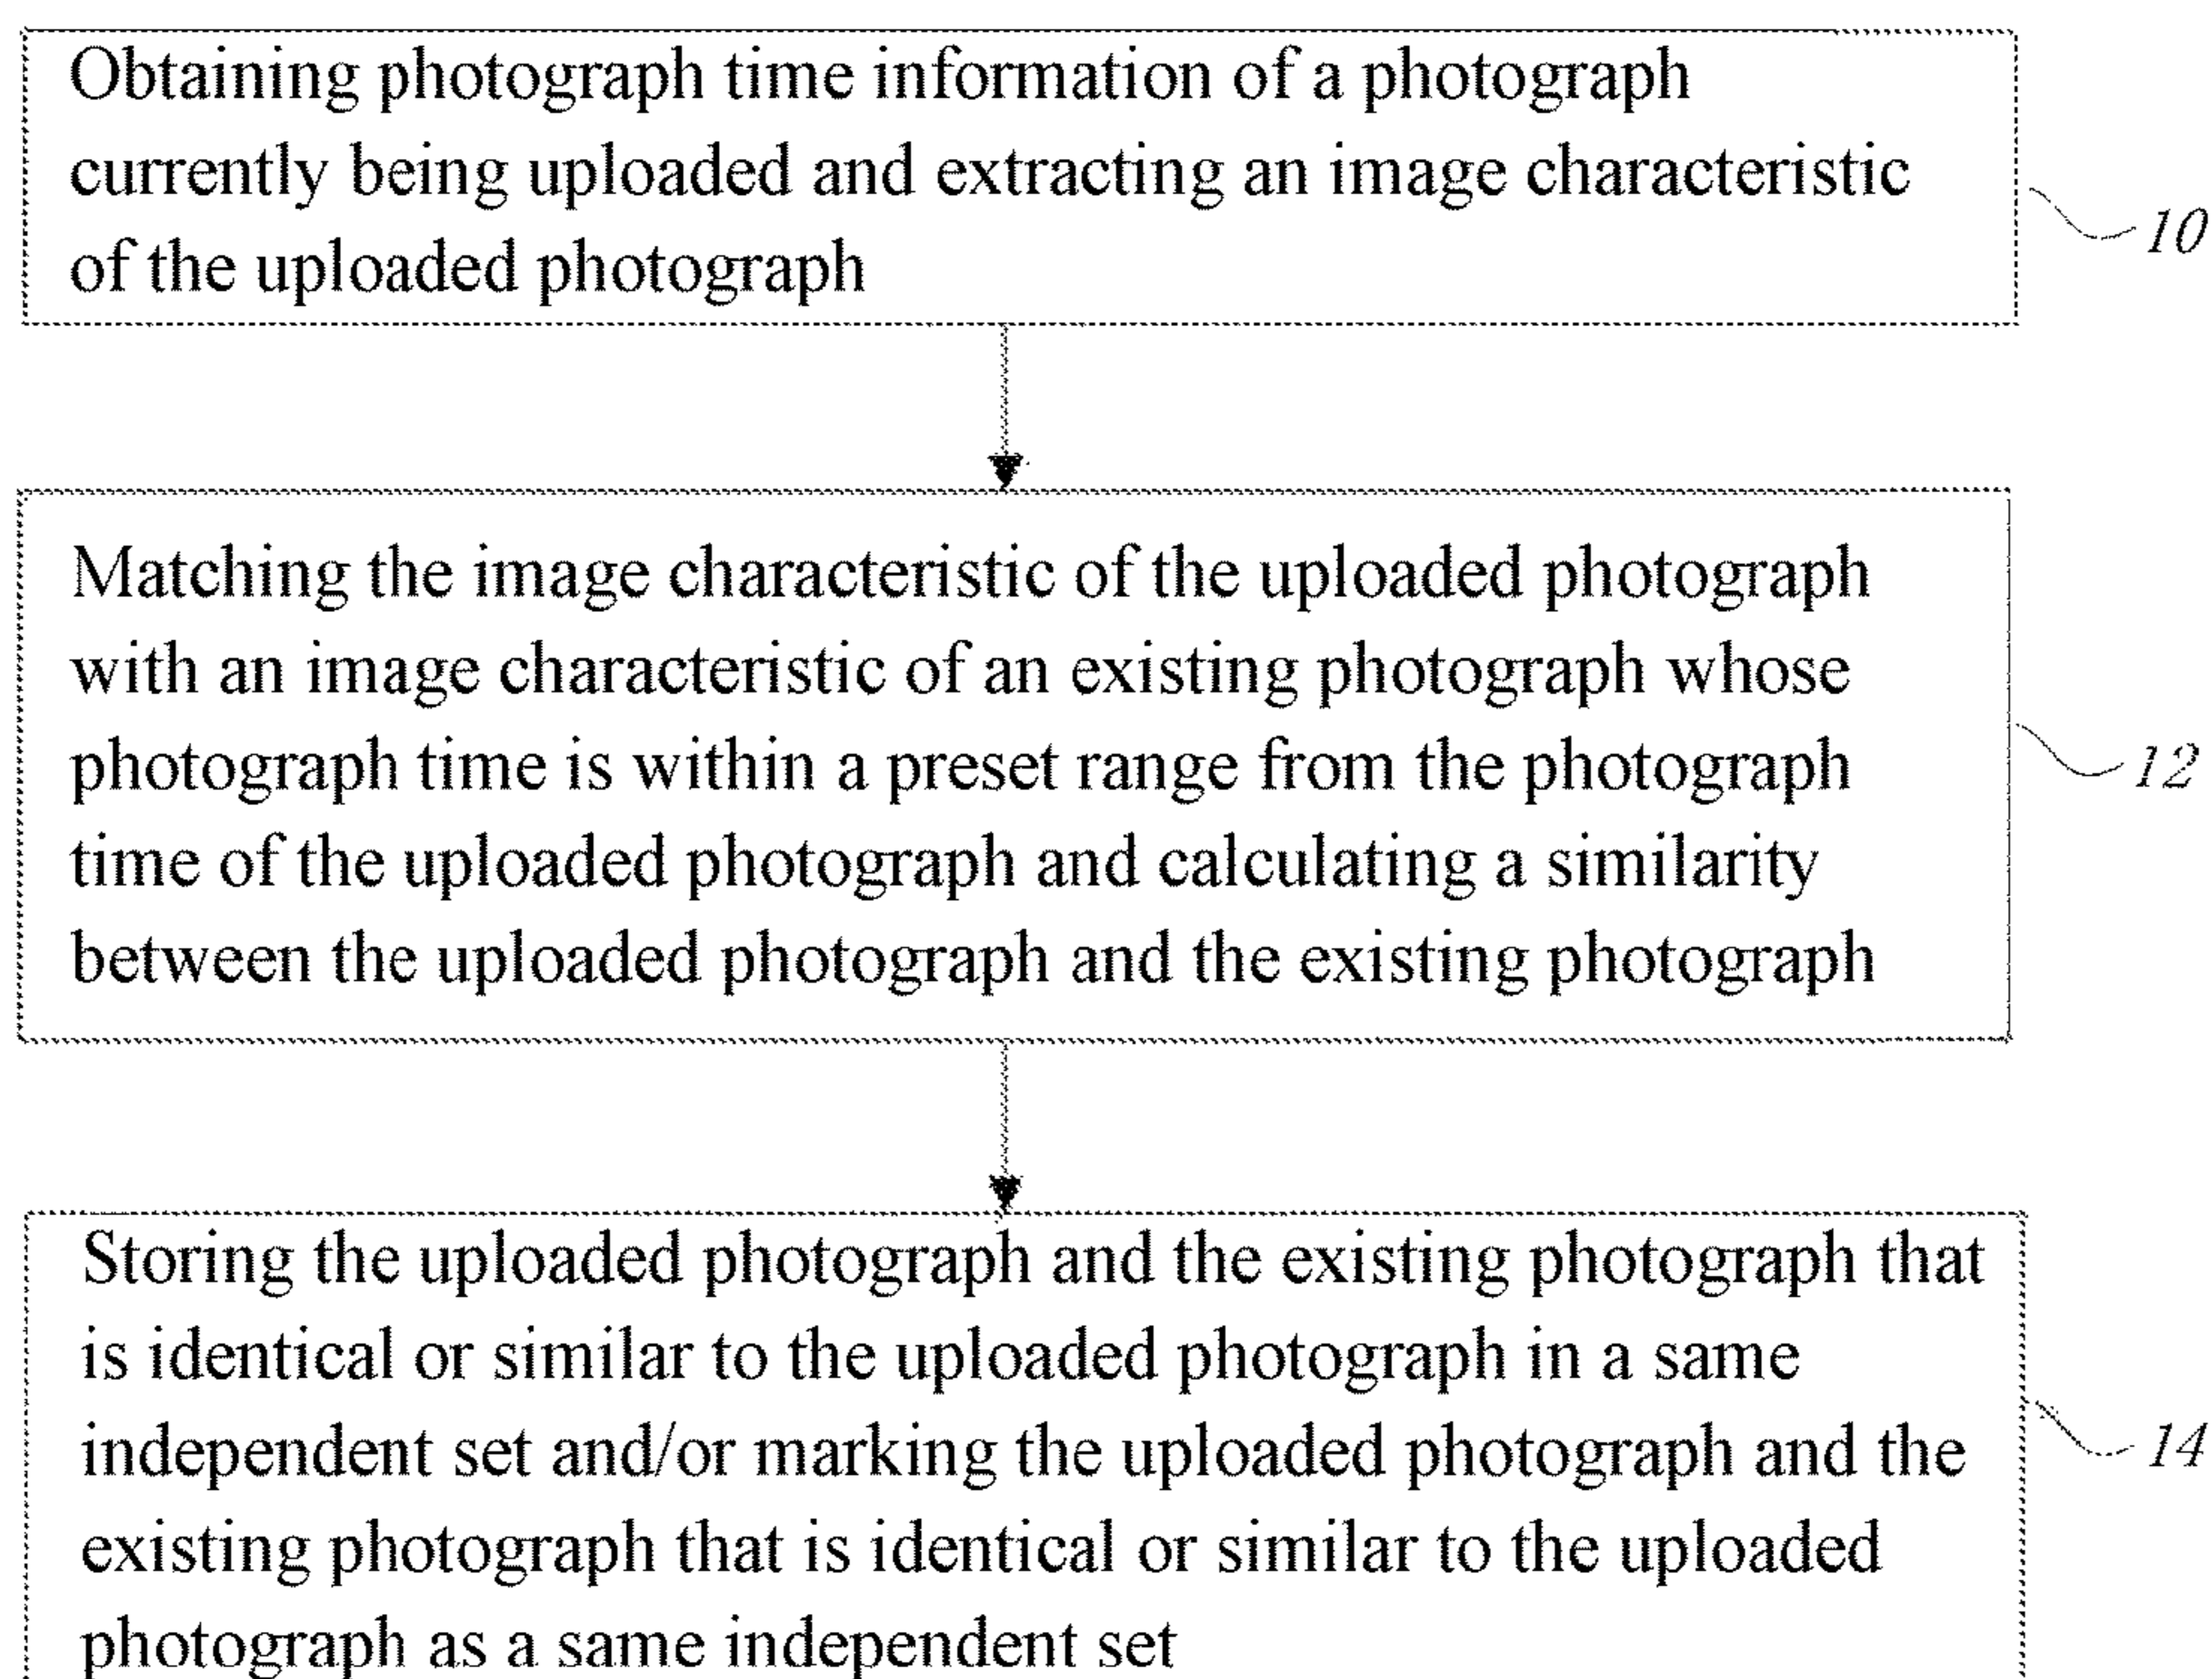 Obtaining photograph time information of a photograph
currently being uploaded and extracting an image characteristic
of the uploaded photograph
10
Matching the image characteristic of the uploaded photograph
with an image characteristic of an existing photograph whose
photograph time is within a preset range from the photograph
time of the uploaded photograph and calculating a similarity
between the uploaded photograph and the existing photograph
12
Storing the uploaded photograph and the existing photograph that
is identical or similar to the uploaded photograph in a same
independent set and/or marking the uploaded photograph and the
existing photograph that is identical or similar to the uploaded
photograph as a same independent set
14